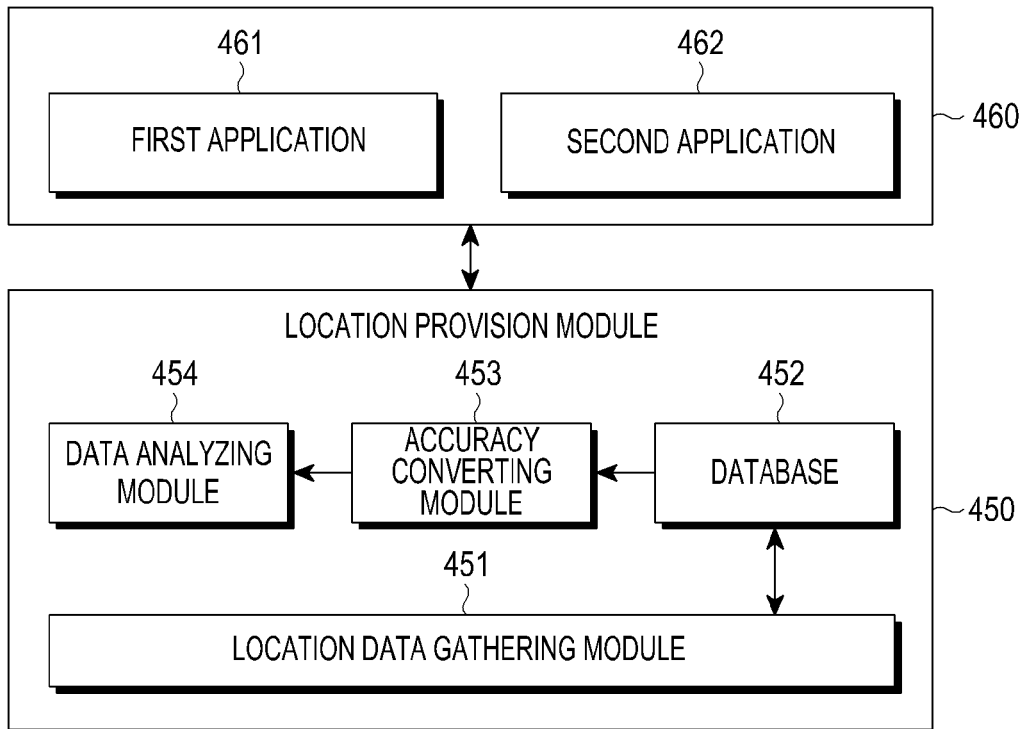 461
462
FIRST APPLICATION
SECOND APPLICATION
460
LOCATION PROVISION MODULE
454
453
452
DATA ANALYZING
MODULE
ACCURACY
CONVERTING
MODULE
DATABASE
450
451
LOCATION DATA GATHERING MODULE